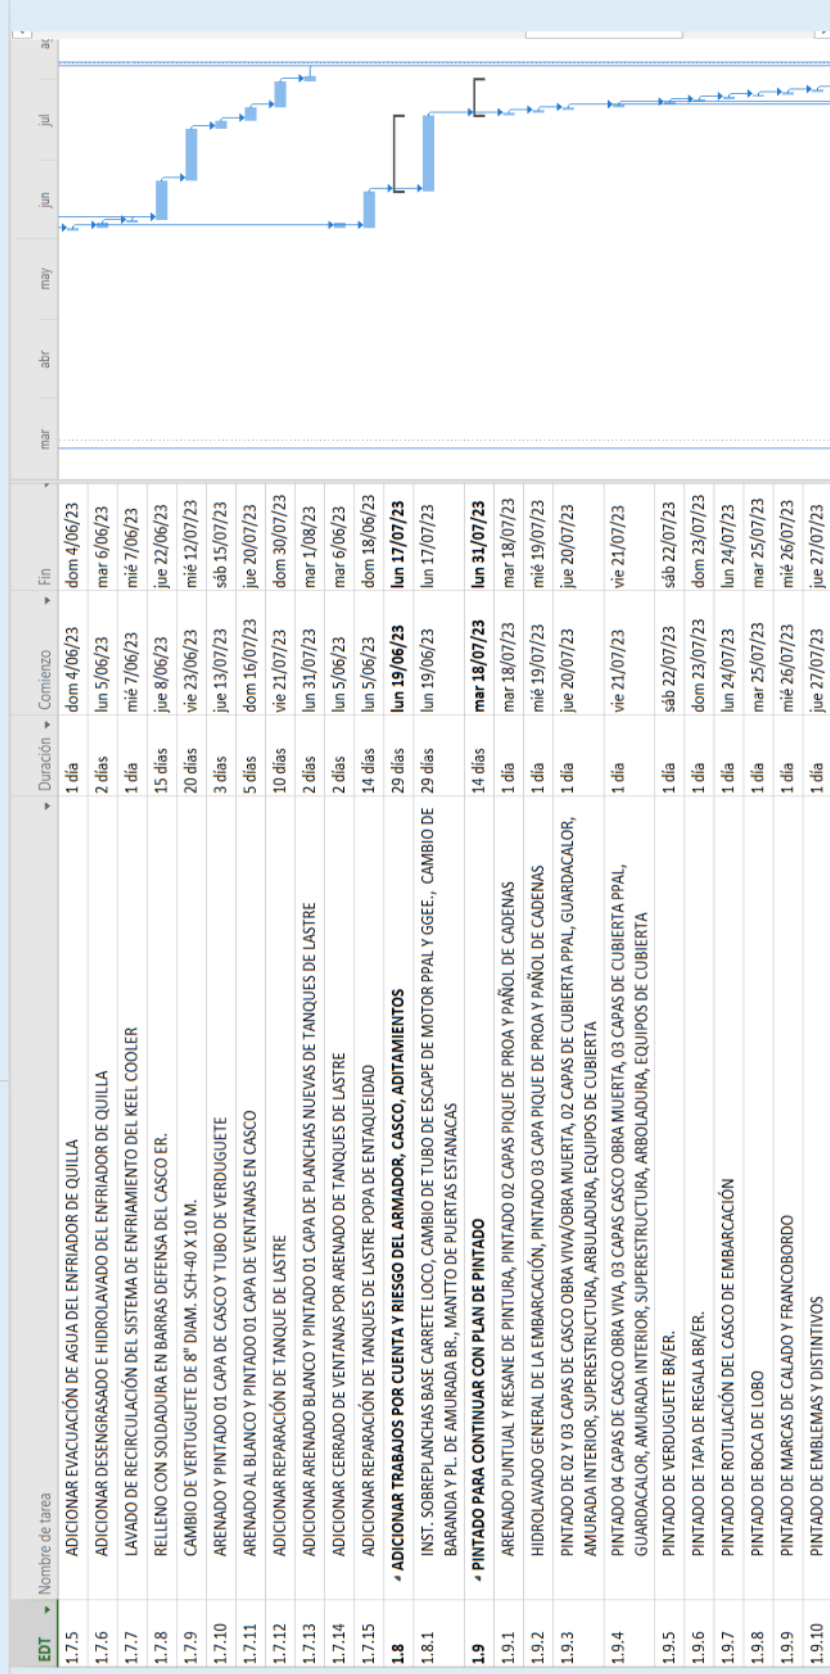 EDT Nombre de tarea Duración Comienzo Fin mar abr may jun jul
1.7.5 ADICIONAR EVACUACIÓN DE AGUA DEL ENFRIADOR DE QUILLA 1 día dom 4/06/23 dom 4/06/23
1.7.6 ADICIONAR DESENGRASADO E HIDROLAVADO DEL ENFRIADOR DE QUILLA 2 días lun 5/06/23 mar 6/06/23
1.7.7 LAVADO DE RECIRCULACIÓN DEL SISTEMA DE ENFRIAMIENTO DEL KEEL COOLER 1 día mié 7/06/23 mié 7/06/23
1.7.8 RELLENO CON SOLDADURA EN BARRAS DEFENSA DEL CASCO ER. 15 días jue 8/06/23 jue 22/06/23
1.7.9 CAMBIO DE VERTUGUETE DE 8" DIAM. SCH-40 X 10 M. 20 días vie 23/06/23 mié 12/07/23
1.7.10 ARENADO Y PINTADO 01 CAPA DE CASCO Y TUBO DE VERDUGUETE 3 días jue 13/07/23 sáb 15/07/23
1.7.11 ARENADO AL BLANCO Y PINTADO 01 CAPA DE VENTANAS EN CASCO 5 días dom 16/07/23 jue 20/07/23
1.7.12 ADICIONAR REPARACIÓN DE TANQUE DE LASTRE 10 días vie 21/07/23 dom 30/07/23
1.7.13 ADICIONAR ARENADO BLANCO Y PINTADO 01 CAPA DE PLANCHAS NUEVAS DE TANQUES DE LASTRE 2 días lun 31/07/23 mar 1/08/23
1.7.14 ADICIONAR CERRADO DE VENTANAS POR ARENADO DE TANQUES DE LASTRE 2 días lun 5/06/23 mar 6/06/23
1.7.15 ADICIONAR REPARACIÓN DE TANQUES DE LASTRE POPA DE ENTAQUEIDAD 14 días lun 5/06/23 dom 18/06/23
1.8 ADICIONAR TRABAJOS POR CUENTA Y RIESGO DEL ARMADOR, CASCO, ADITAMIENTOS 29 días lun 19/06/23 lun 17/07/23
1.8.1 INST. SOBREPLANCHAS BASE CARRETE LOCO, CAMBIO DE TUBO DE ESCAPE DE MOTOR PPAL Y GGEE., CAMBIO DE 29 días lun 19/06/23 lun 17/07/23
BARANDA Y PL. DE AMURADA BR., MANTTO DE PUERTAS ESTANACAS
1.9 PINTADO PARA CONTINUAR CON PLAN DE PINTADO 14 días mar 18/07/23 lun 31/07/23
1.9.1 ARENADO PUNTUAL Y RESANE DE PINTURA, PINTADO 02 CAPAS PIQUE DE PROA Y PAÑOL DE CADENAS 1 día mar 18/07/23 mar 18/07/23
1.9.2 HIDROLAVADO GENERAL DE LA EMBARCACIÓN, PINTADO 03 CAPA PIQUE DE PROA Y PAÑOL DE CADENAS 1 día mié 19/07/23 mié 19/07/23
1.9.3 PINTADO DE 02 Y 03 CAPAS DE CASCO OBRA VIVA/OBRA MUERTA, 02 CAPAS DE CUBIERTA PPAL, GUARDACALOR, 1 día jue 20/07/23 jue 20/07/23
AMURADA INTERIOR, SUPERESTRUCTURA, ARBULADURA, EQUIPOS DE CUBIERTA
1.9.4 PINTADO 04 CAPAS DE CASCO OBRA VIVA, 03 CAPAS CASCO OBRA MUERTA, 03 CAPAS DE CUBIERTA PPAL, 1 día vie 21/07/23 vie 21/07/23
GUARDACALOR, AMURADA INTERIOR, SUPERESTRUCTURA, ARBOLADURA, EQUIPOS DE CUBIERTA
1.9.5 PINTADO DE VERDUGUETE BR/ER. 1 día sáb 22/07/23 sáb 22/07/23
1.9.6 PINTADO DE TAPA DE REGALA BR/ER. 1 día dom 23/07/23 dom 23/07/23
1.9.7 PINTADO DE ROTULACIÓN DEL CASCO DE EMBARCACIÓN 1 día lun 24/07/23 lun 24/07/23
1.9.8 PINTADO DE BOCA DE LOBO 1 día mar 25/07/23 mar 25/07/23
1.9.9 PINTADO DE MARCAS DE CALADO Y FRANCOBORDO 1 día mié 26/07/23 mié 26/07/23
1.9.10 PINTADO DE EMBLEMAS Y DISTINTIVOS 1 día jue 27/07/23 jue 27/07/23